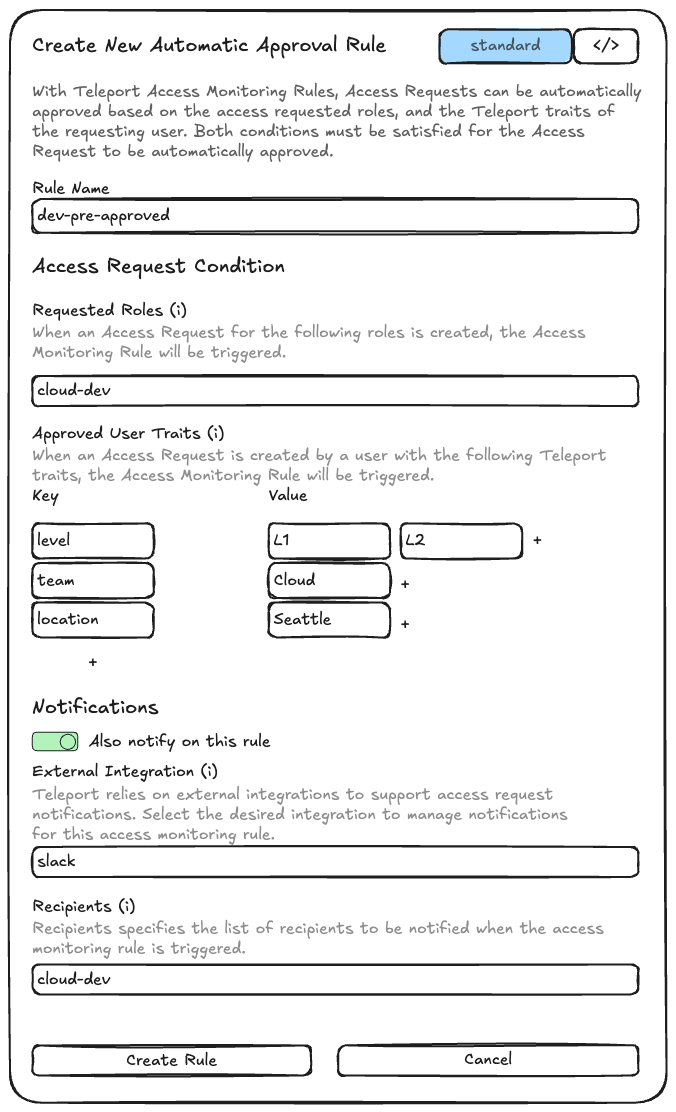 Create New Automatic Approval Rule
standard
</>
With Teleport Access Monitoring Rules, Access Requests can be automatically
approved based on the access requested roles, and the Teleport traits of
the requesting user. Both conditions must be satisfied for the Access
Request to be automatically approved.
Rule Name
dev-pre-approved
Access Request Condition
Requested Roles (i)
When an Access Request for the following roles is created, the Access
Monitoring Rule will be triggered.
cloud-dev
Approved User Traits (i)
When an Access Request is created by a user with the following Teleport
traits, the Access Monitoring Rule will be triggered.
Key Value
level L1 L2 +
team Cloud +
location Seattle +
+
Notifications
Also notify on this rule
External Integration (i)
Teleport relies on external integrations to support access request
notifications. Select the desired integration to manage notifications
for this access monitoring rule.
slack
Recipients (i)
Recipients specifies the list of recipients to be notified when the access
monitoring rule is triggered.
cloud-dev
Create Rule Cancel